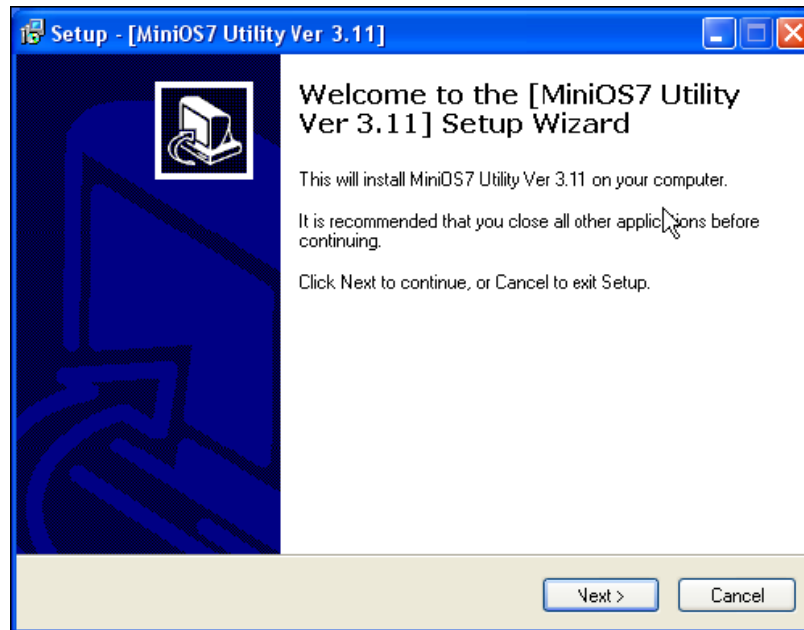 Setup - [MiniOS7 Utility Ver 3.11]
Welcome to the [MiniOS7 Utility
Ver 3.11] Setup Wizard
This will install MiniOS7 Utility Ver 3.11 on your computer.
It is recommended that you close all other applications before
continuing.
Click Next to continue, or Cancel to exit Setup.
Next >
Cancel